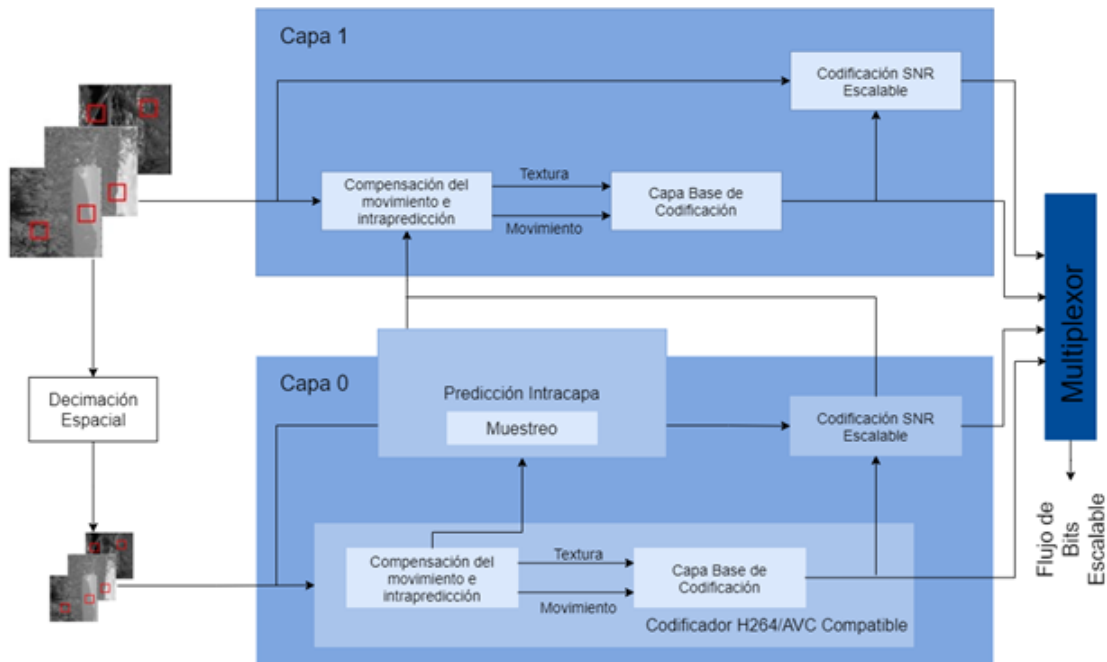 Capa 1
Codificación SNR
Escalable
Compensación del
movimiento e
intrapredicción
Textura
Movimiento
Capa Base de
Codificación
Multiplexor
Decimación
Espacial
Capa 0
Predicción Intracapa
Muestreo
Codificación SNR
Escalable
Compensación del
movimiento e
intrapredicción
Textura
Movimiento
Capa Base de
Codificación
Codificador H264/AVC Compatible
Flujo de
Bits
Escalable